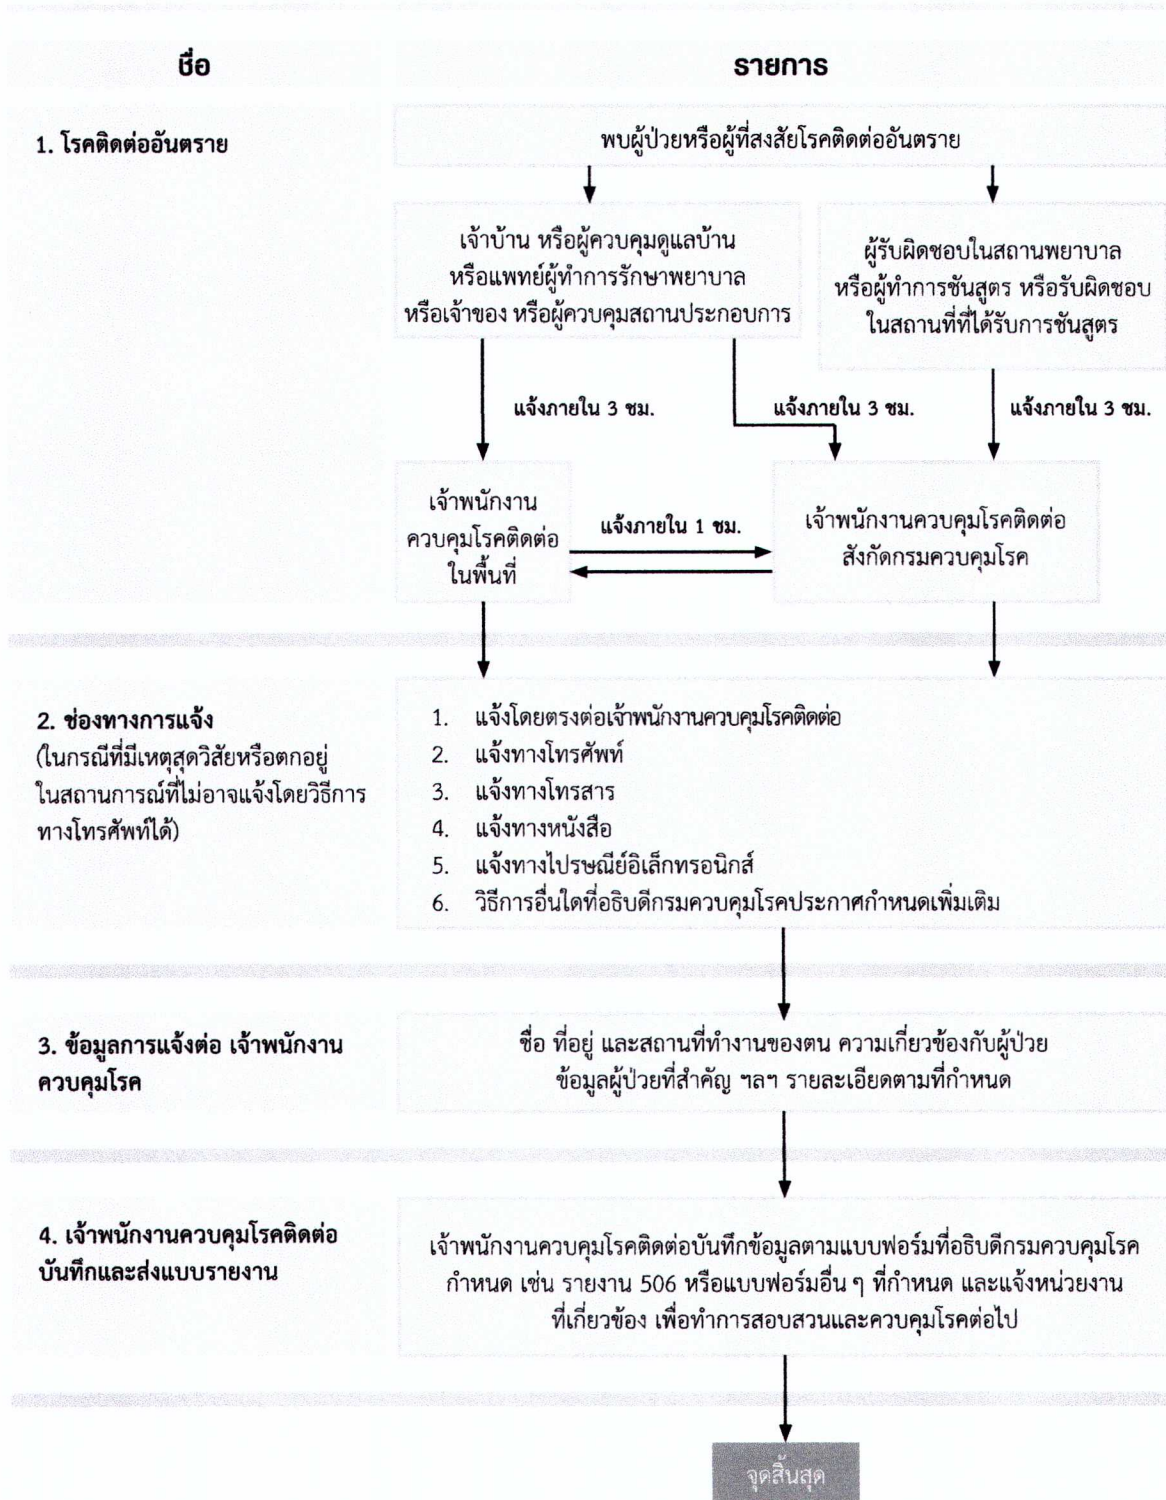 ชื่อ
รายการ
1. โรคติดต่ออันตราย
พบผู้ป่วยหรือผู้ที่สงสัยโรคติดต่ออันตราย
เจ้าบ้าน หรือผู้ควบคุมดูแลบ้าน
หรือแพทย์ผู้ทำการรักษาพยาบาล
หรือเจ้าของ หรือผู้ควบคุมสถานประกอบการ
ผู้รับผิดชอบในสถานพยาบาล
หรือผู้ทำการชันสูตร หรือรับผิดชอบ
ในสถานที่ที่ได้รับการชันสูตร
แจ้งภายใน 3 ชม.
แจ้งภายใน 3 ชม.
แจ้งภายใน 3 ชม.
เจ้าพนักงาน
ควบคุมโรคติดต่อ
ในพื้นที่
แจ้งภายใน 1 ชม.
เจ้าพนักงานควบคุมโรคติดต่อ
สังกัดกรมควบคุมโรค
2. ช่องทางการแจ้ง
(ในกรณีที่มีเหตุสุดวิสัยหรือตกอยู่
ในสถานการณ์ที่ไม่อาจแจ้งโดยวิธีการ
ทางโทรศัพท์ได้)
1. แจ้งโดยตรงต่อเจ้าพนักงานควบคุมโรคติดต่อ
2. แจ้งทางโทรศัพท์
3. แจ้งทางโทรสาร
4. แจ้งทางหนังสือ
5. แจ้งทางไปรษณีย์อิเล็กทรอนิกส์
6. วิธีการอื่นใดที่อธิบดีกรมควบคุมโรคประกาศกำหนดเพิ่มเติม
3. ข้อมูลการแจ้งต่อ เจ้าพนักงาน
ควบคุมโรค
ชื่อ ที่อยู่ และสถานที่ทำงานของตน ความเกี่ยวข้องกับผู้ป่วย
ข้อมูลผู้ป่วยที่สำคัญ ฯลฯ รายละเอียดตามที่กำหนด
4. เจ้าพนักงานควบคุมโรคติดต่อ
บันทึกและส่งแบบรายงาน
เจ้าพนักงานควบคุมโรคติดต่อบันทึกข้อมูลตามแบบฟอร์มที่อธิบดีกรมควบคุมโรค
กำหนด เช่น รายงาน 506 หรือแบบฟอร์มอื่น ๆ ที่กำหนด และแจ้งหน่วยงาน
ที่เกี่ยวข้อง เพื่อทำการสอบสวนและควบคุมโรคต่อไป
จุดสิ้นสุด